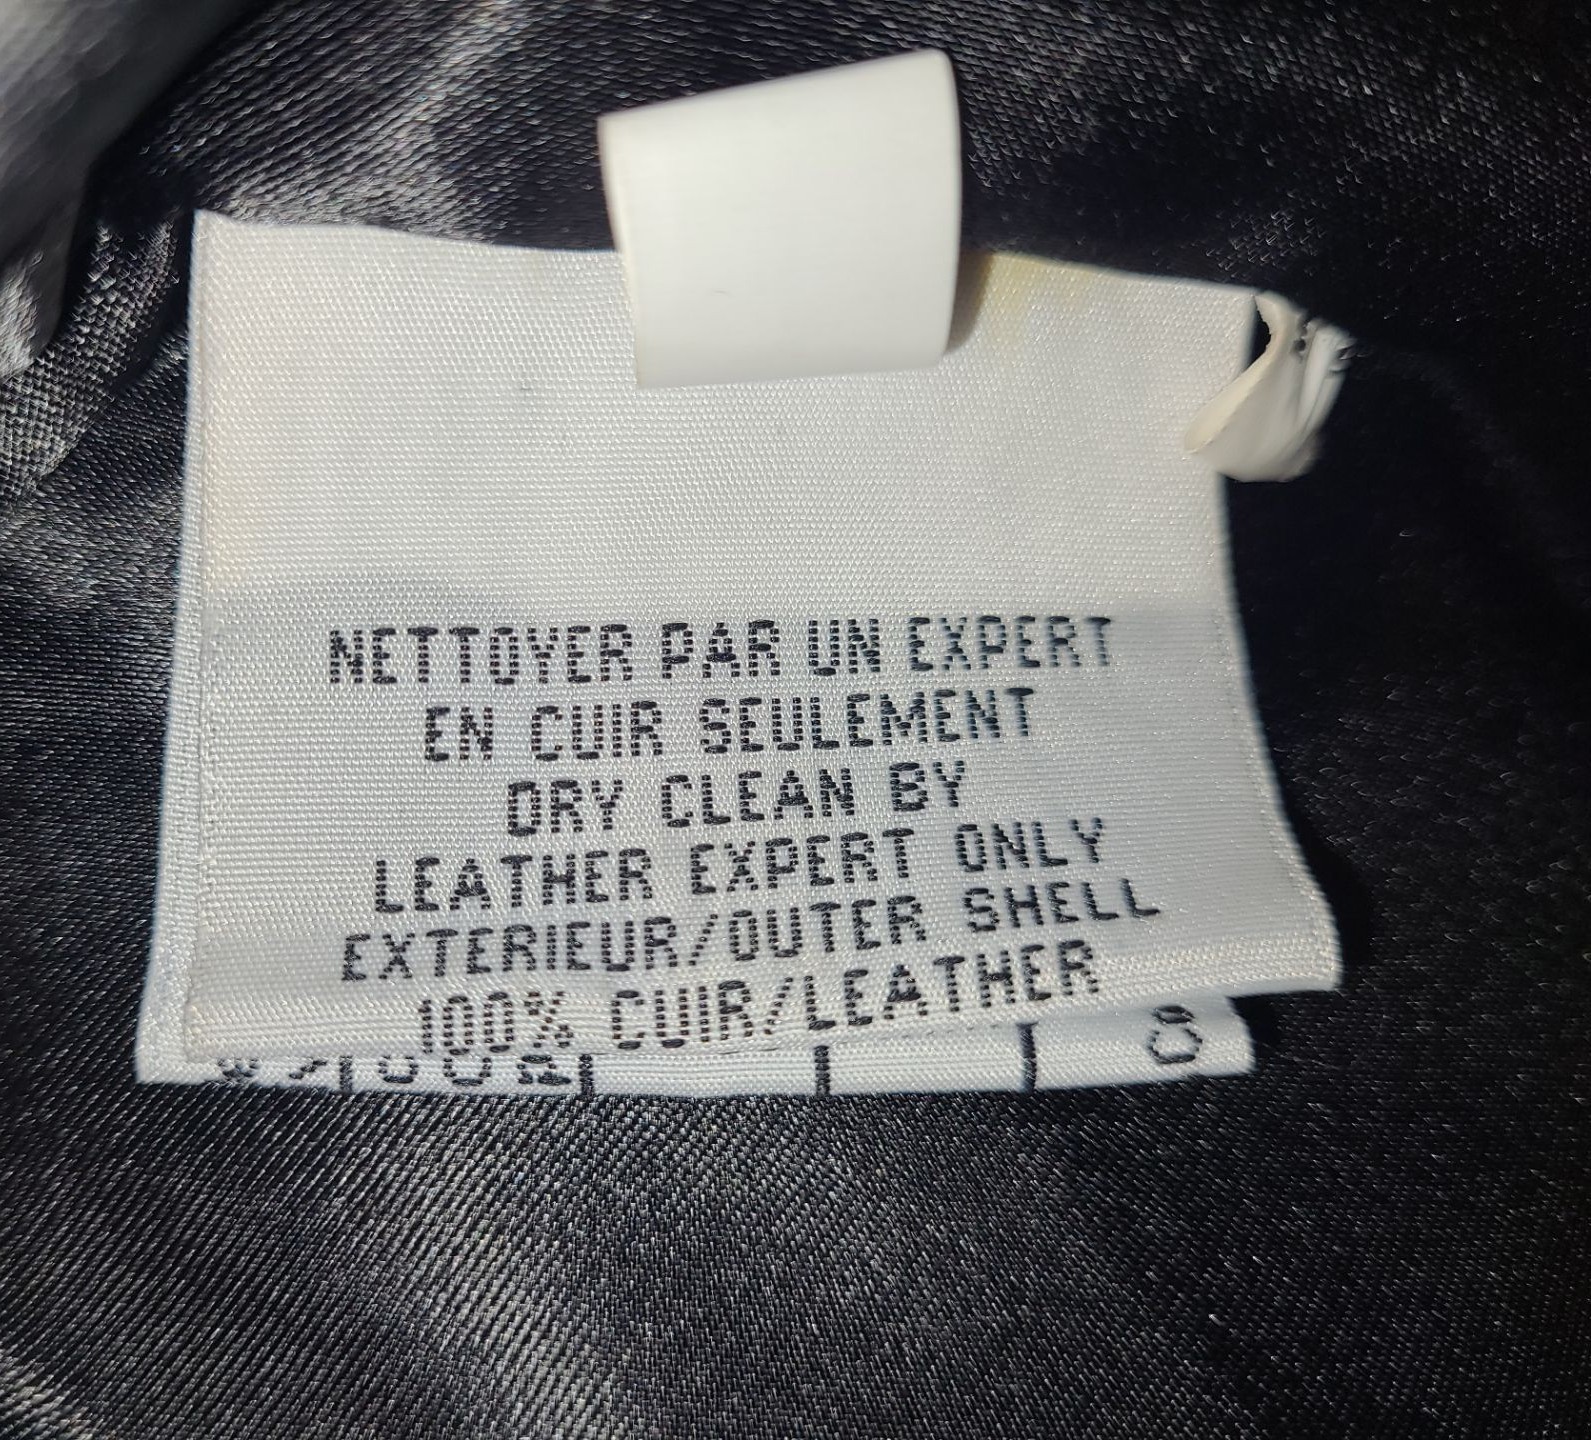 NETTOYER PAR UN EXPERT
EN CUIR SEULEMENT
DRY CLEAN BY
LEATHER EXPERT ONLY
EXTERIEUR/OUTER SHELL
100% CUIR/LEATHER